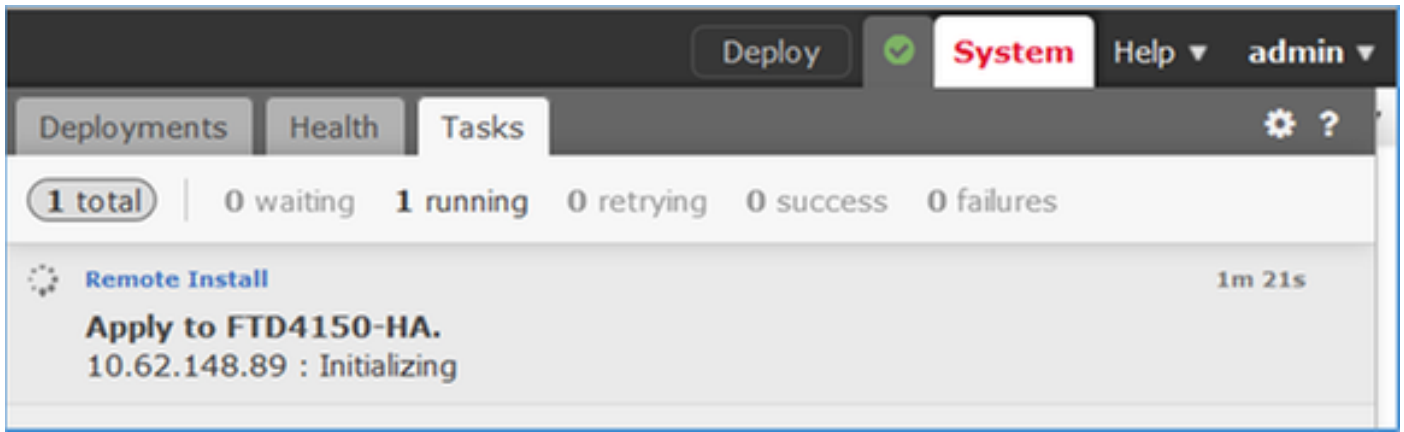 Deploy System Help admin
Deployments Health Tasks ?
1 total 0 waiting 1 running 0 retrying 0 success 0 failures
Remote Install 1m 21s
Apply to FTD4150-HA.
10.62.148.89 : Initializing